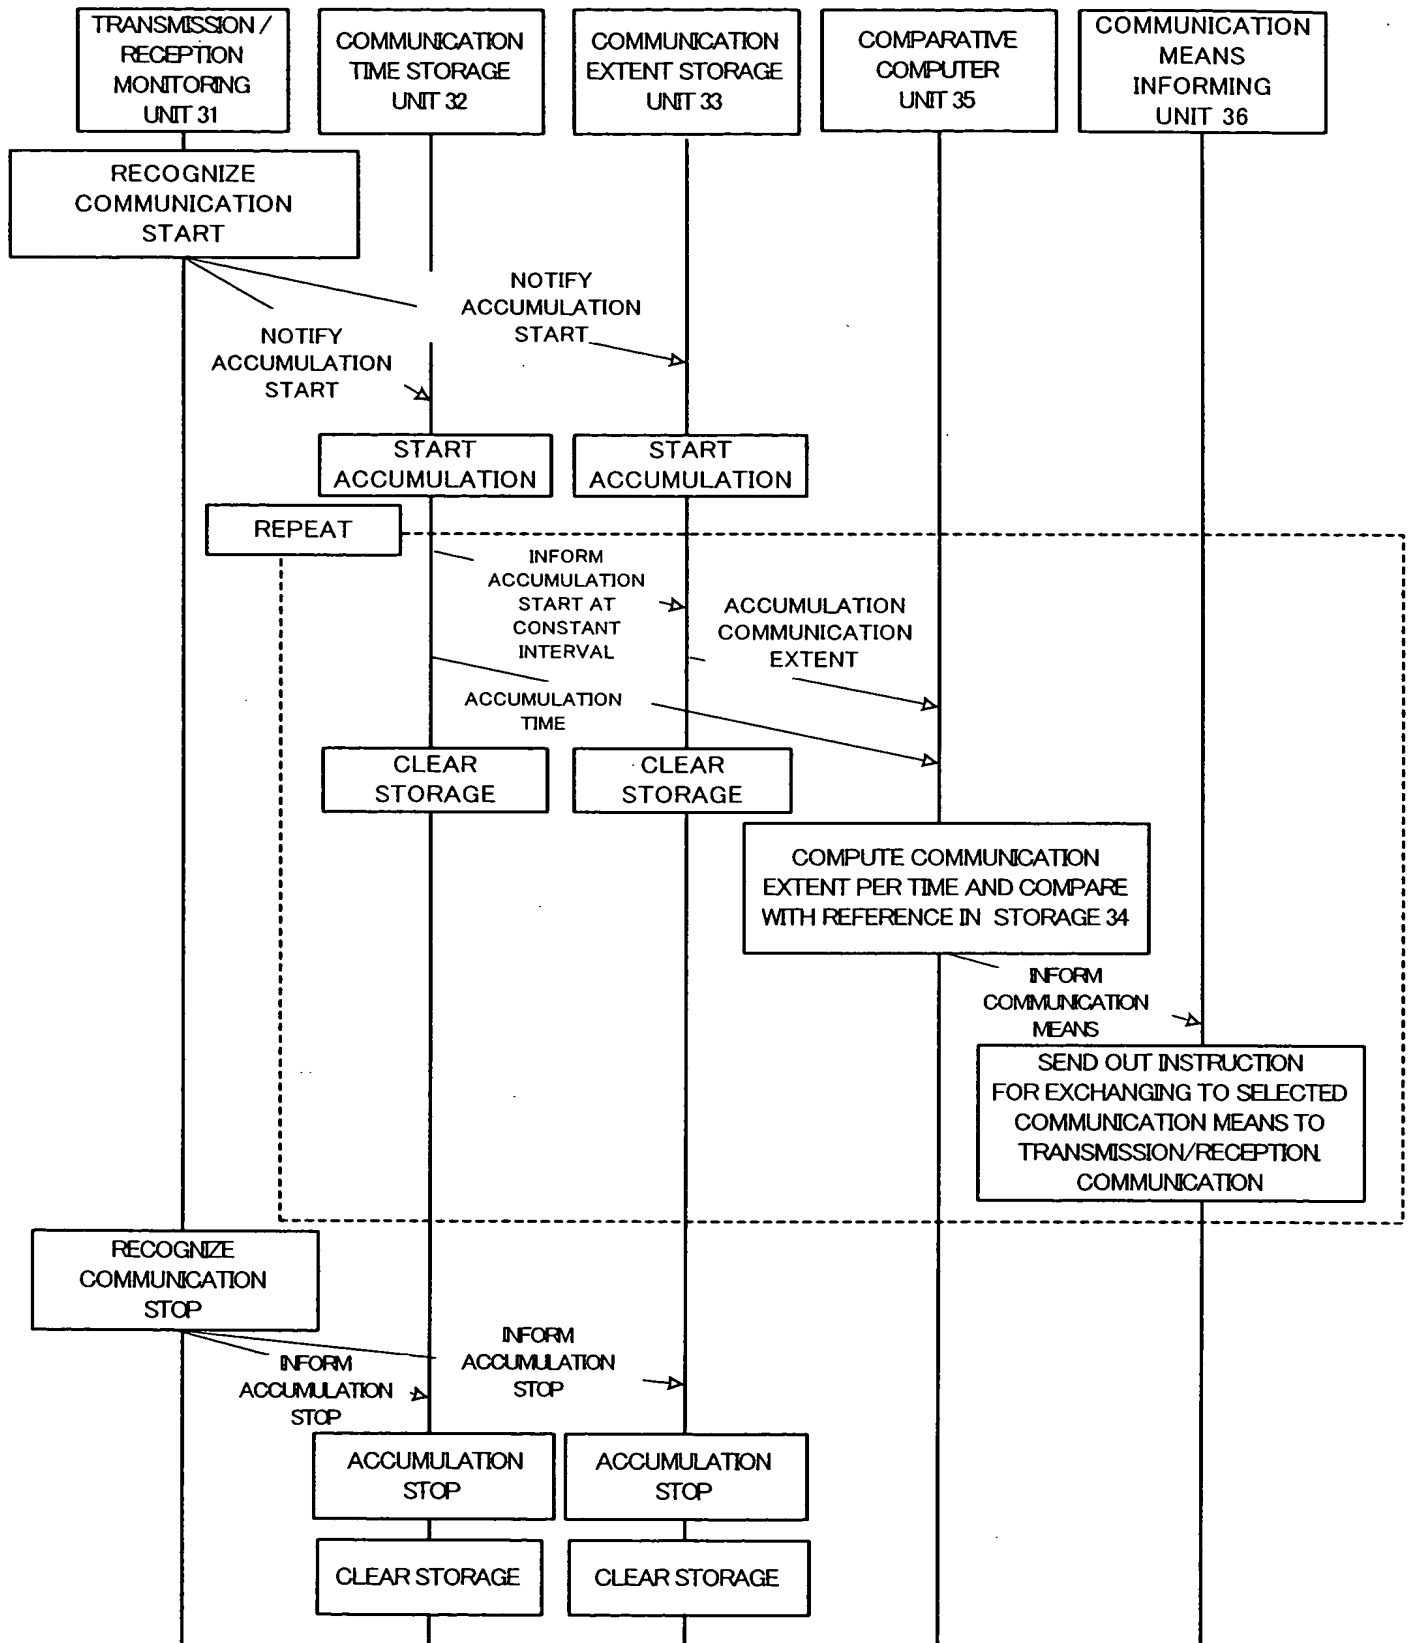 TRANSMISSION /
RECEPTION
MONITORING
UNIT 31
COMMUNICATION
TIME STORAGE
UNIT 32
COMMUNICATION
EXTENT STORAGE
UNIT 33
COMPARATIVE
COMPUTER
UNIT 35
COMMUNICATION
MEANS
INFORMING
UNIT 36
RECOGNIZE
COMMUNICATION
START
NOTIFY
ACCUMULATION
START
NOTIFY
ACCUMULATION
START
START
ACCUMULATION
START
ACCUMULATION
REPEAT
INFORM
ACCUMULATION
START AT
CONSTANT
INTERVAL
ACCUMULATION
COMMUNICATION
EXTENT
ACCUMULATION
TIME
CLEAR
STORAGE
CLEAR
STORAGE
COMPUTE COMMUNICATION
EXTENT PER TIME AND COMPARE
WITH REFERENCE IN STORAGE 34
INFORM
COMMUNICATION
MEANS
SEND OUT INSTRUCTION
FOR EXCHANGING TO SELECTED
COMMUNICATION MEANS TO
TRANSMISSION/RECEPTION
COMMUNICATION
RECOGNIZE
COMMUNICATION
STOP
INFORM
ACCUMULATION
STOP
INFORM
ACCUMULATION
STOP
ACCUMULATION
STOP
ACCUMULATION
STOP
CLEAR STORAGE
CLEAR STORAGE